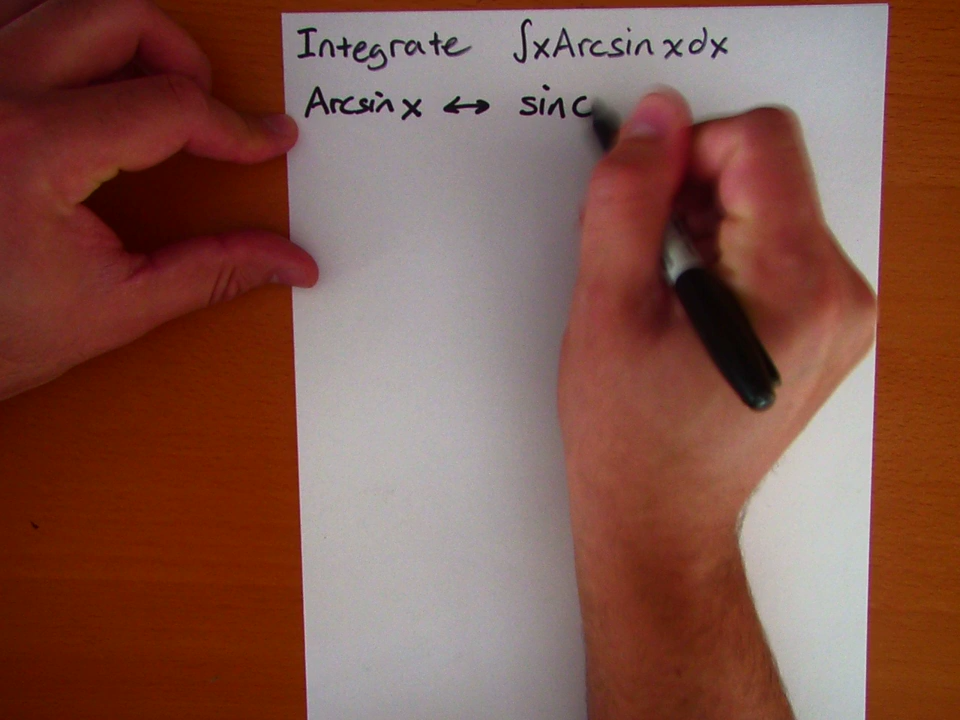 Integrate ∫xArcsin x dx
Arcsin x ↔ sin c